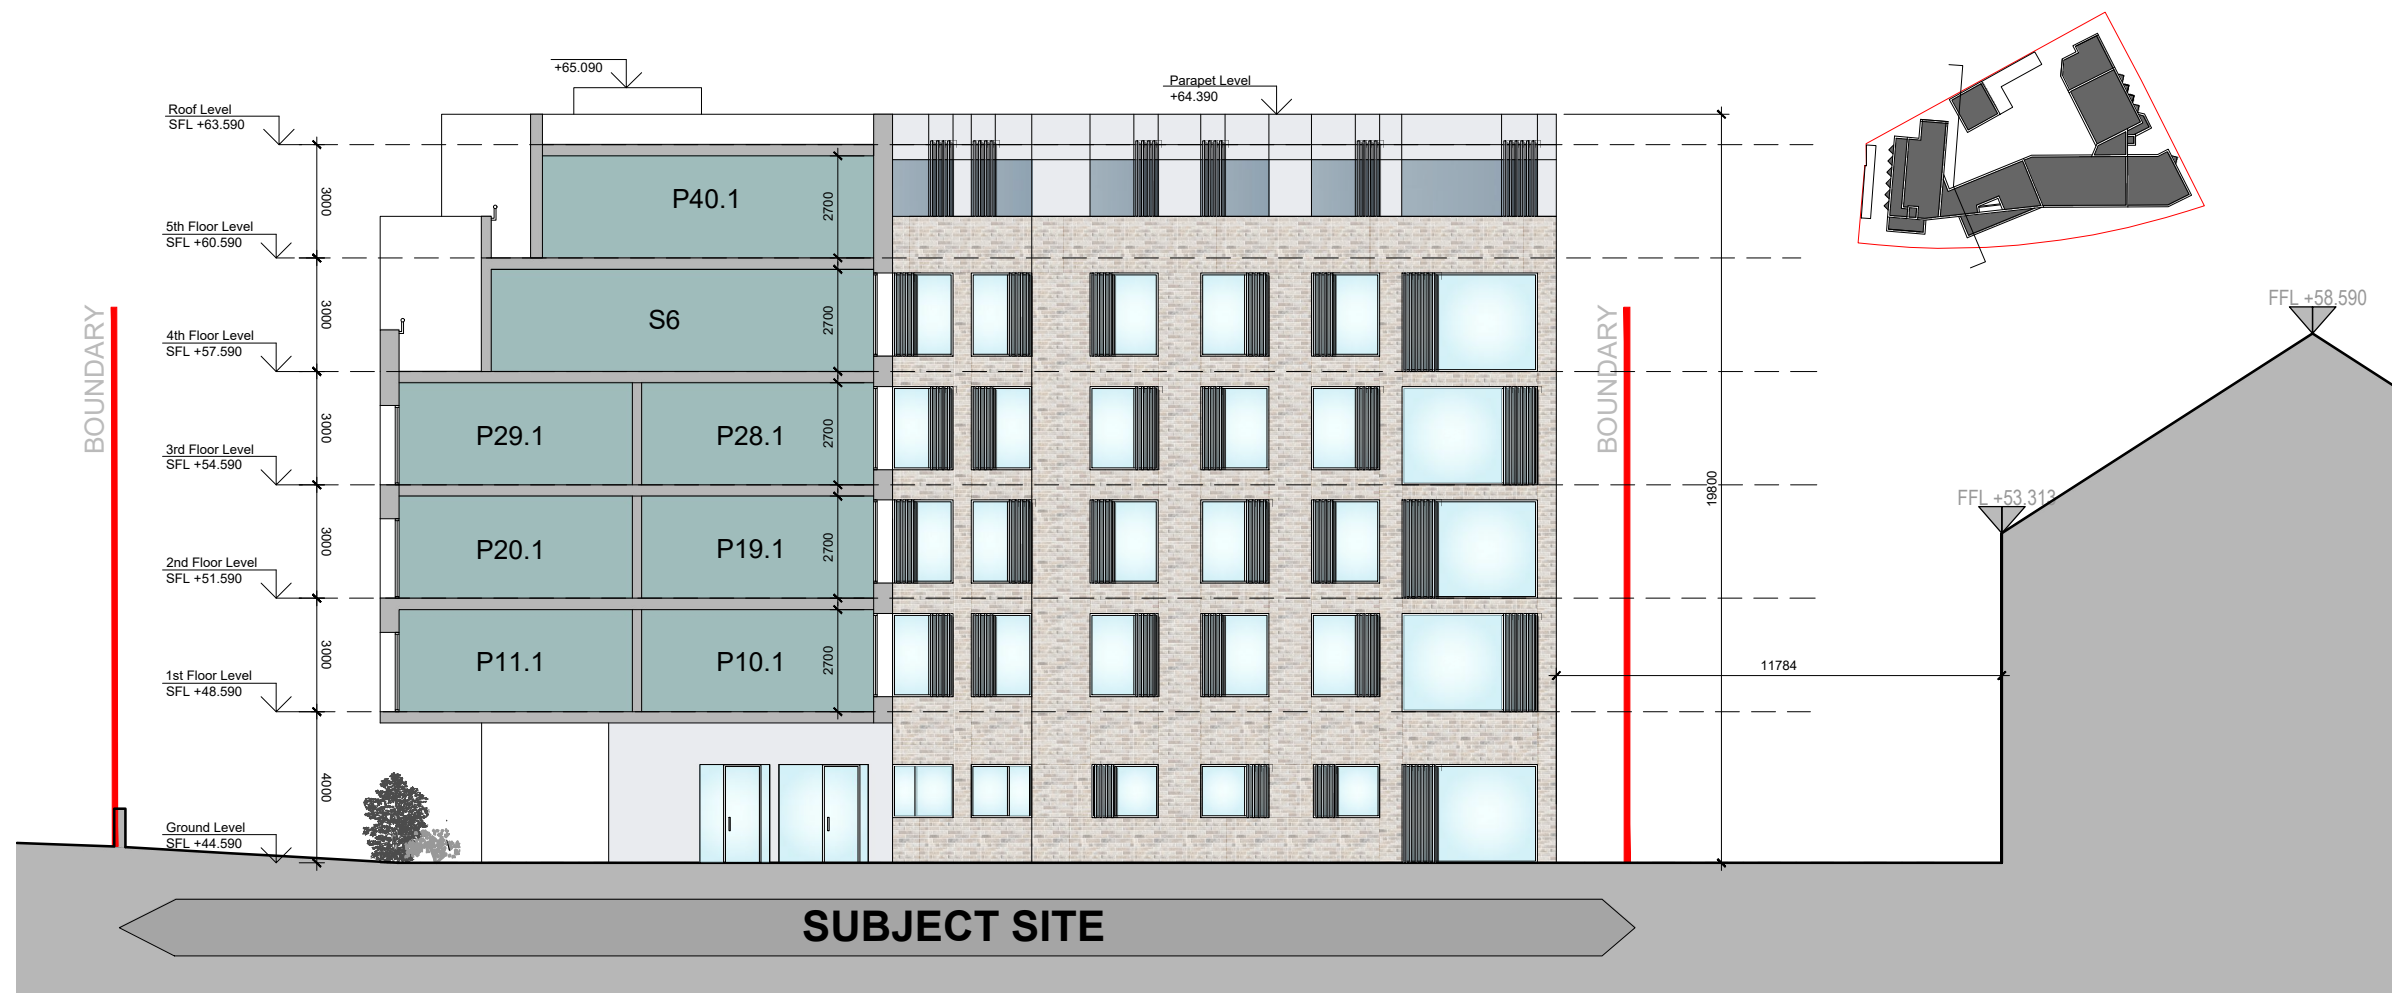 +65.090
Parapet Level
+64.390
Roof Level
SFL +63.590
3000
P40.1
2700
5th Floor Level
SFL +60.590
3000
S6
2700
4th Floor Level
SFL +57.590
BOUNDARY
BOUNDARY
FFL +58.590
3000
P29.1
P28.1
2700
3rd Floor Level
SFL +54.590
19800
FFL +53.313
3000
P20.1
P19.1
2700
2nd Floor Level
SFL +51.590
3000
P11.1
P10.1
2700
11784
1st Floor Level
SFL +48.590
4000
Ground Level
SFL +44.590
SUBJECT SITE